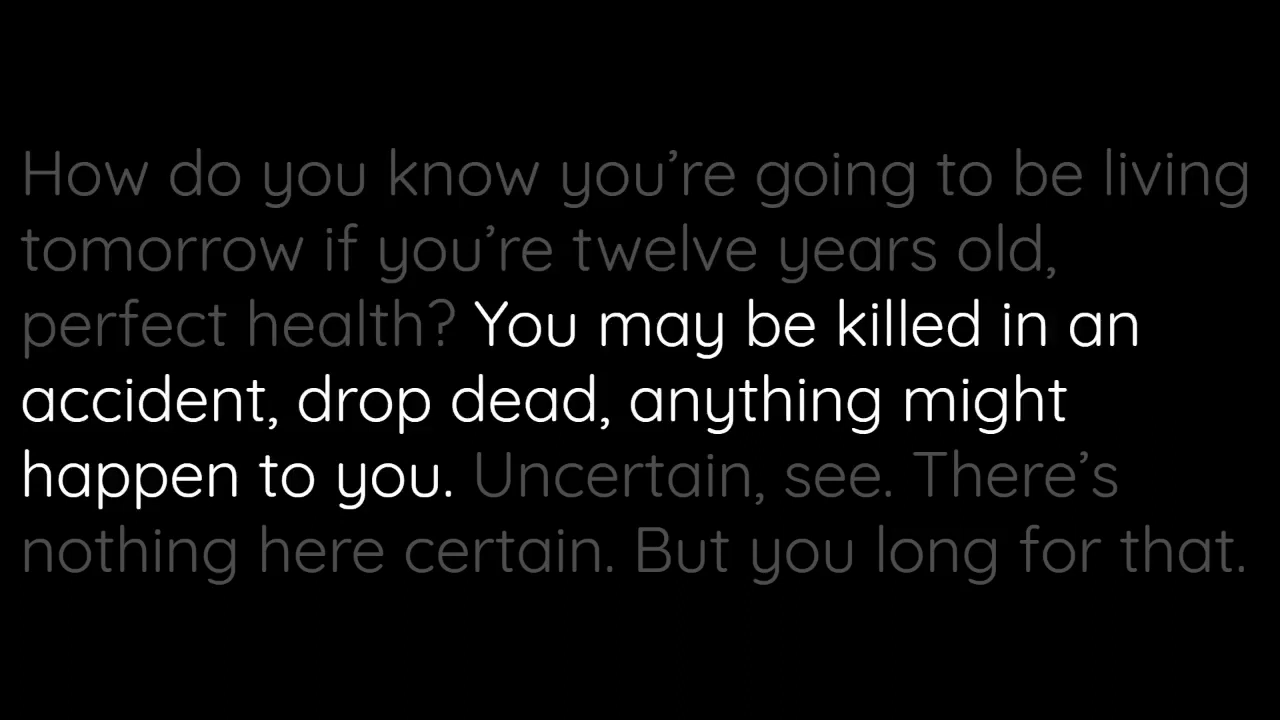 How do you know you’re going to be living
tomorrow if you’re twelve years old,
perfect health? You may be killed in an
accident, drop dead, anything might
happen to you. Uncertain, see. There’s
nothing here certain. But you long for that.